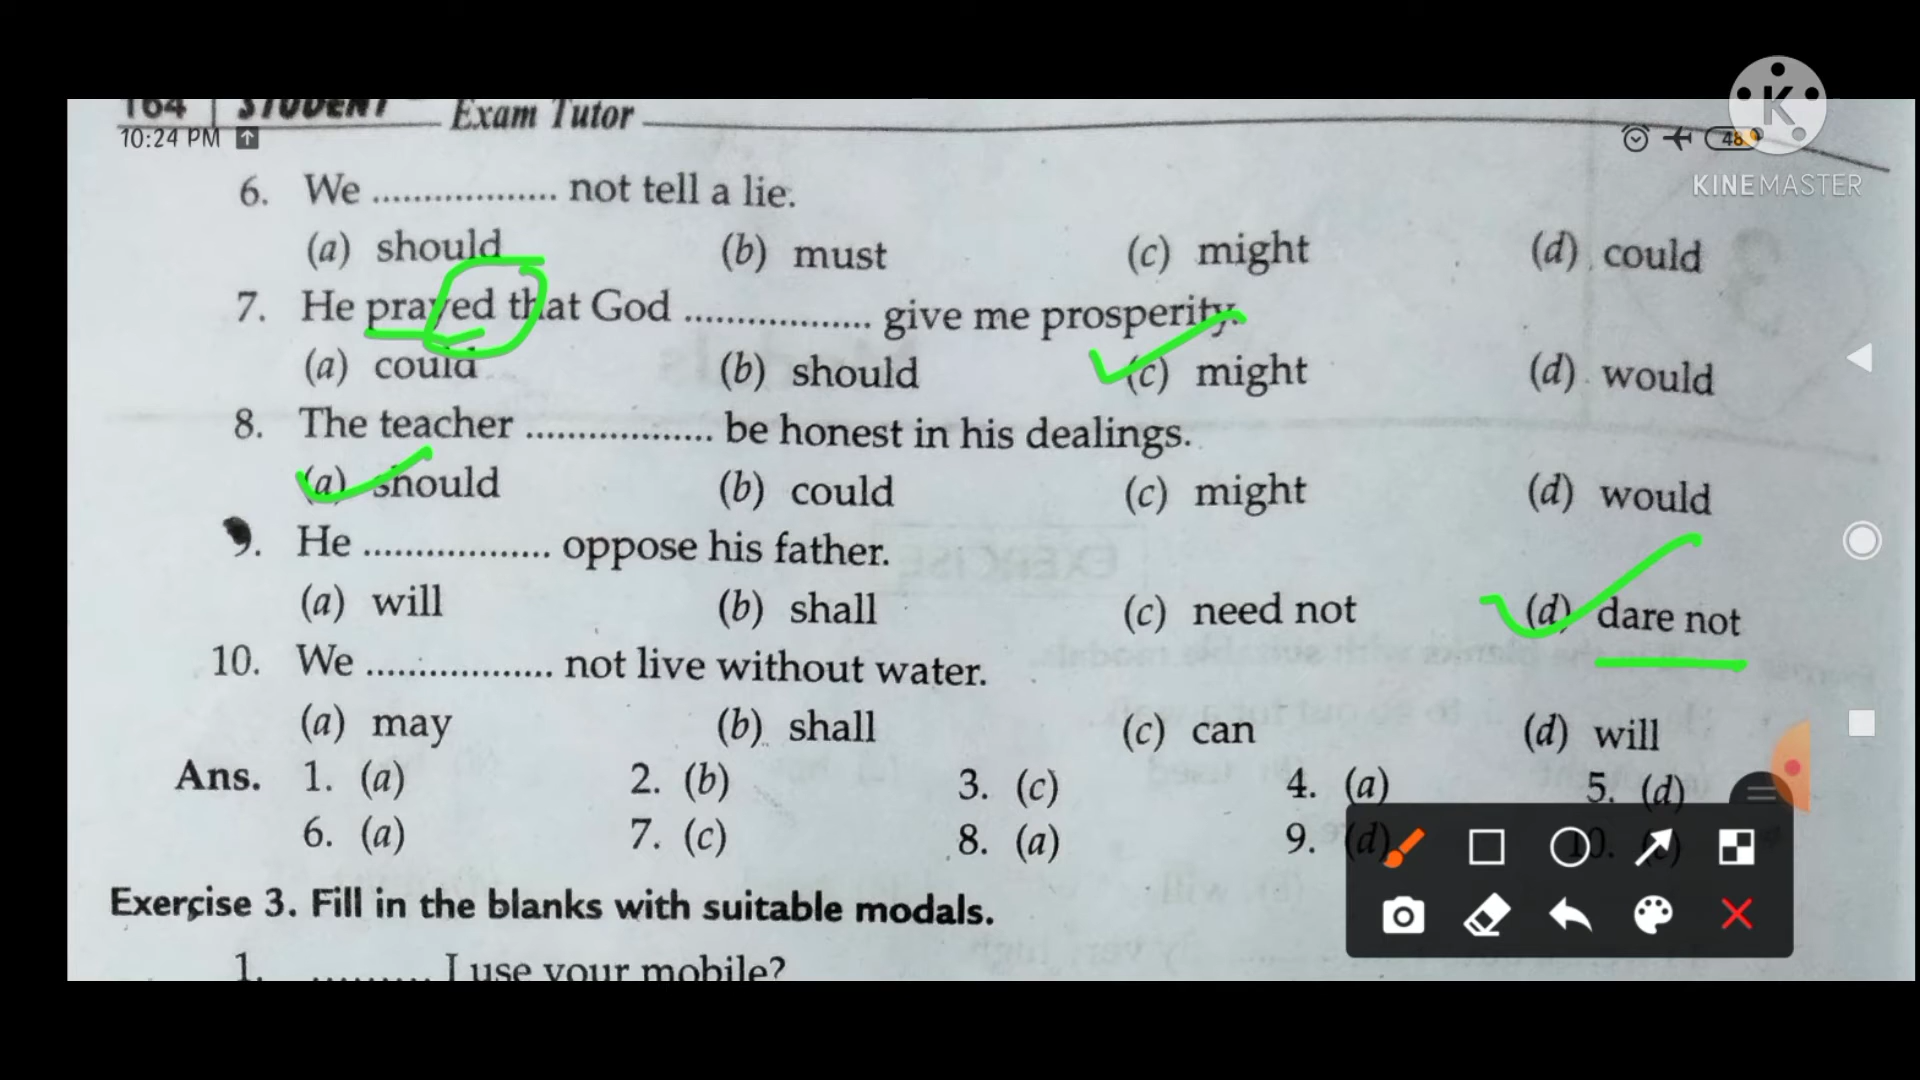 164 | STUDENT Exam Tutor
10:24 PM 48
KINEMASTER
6. We .................. not tell a lie.
(a) should (b) must (c) might (d) could
7. He prayed that God .................. give me prosperity.
(a) could (b) should (c) might (d) would
8. The teacher .................. be honest in his dealings.
(a) should (b) could (c) might (d) would
9. He .................. oppose his father.
(a) will (b) shall (c) need not (d) dare not
10. We .................. not live without water.
(a) may (b) shall (c) can (d) will
Ans. 1. (a) 2. (b) 3. (c) 4. (a) 5. (d)
6. (a) 7. (c) 8. (a) 9. (d) 10.
Exercise 3. Fill in the blanks with suitable modals.
1. ......... I use your mobile?